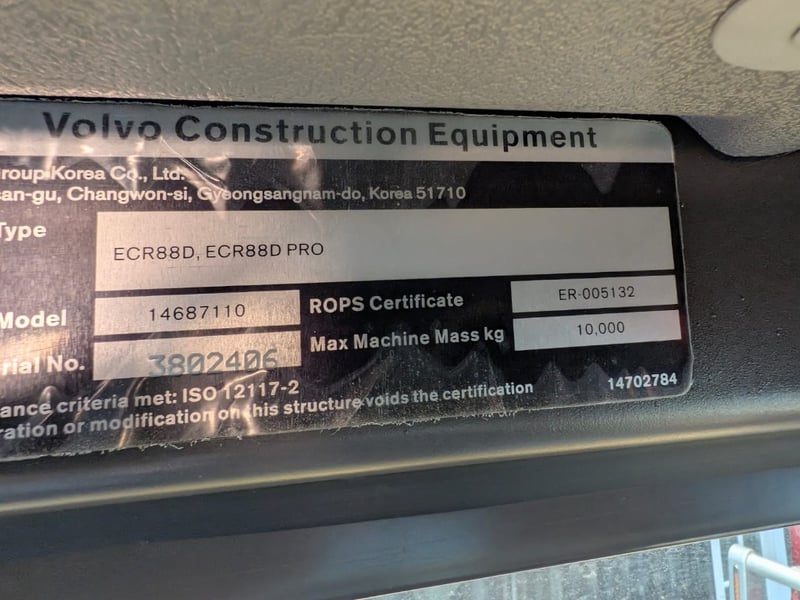 Volvo Construction Equipment
roup Korea Co., Ltd.
san-gu, Changwon-si, Gyeongsangnam-do, Korea 51710
Type
ECR88D, ECR88D PRO
Model
14687110
ROPS Certificate
ER-005132
rial No.
3802406
Max Machine Mass kg
10,000
ance criteria met: ISO 12117-2
ration or modification on this structure voids the certification
14702784